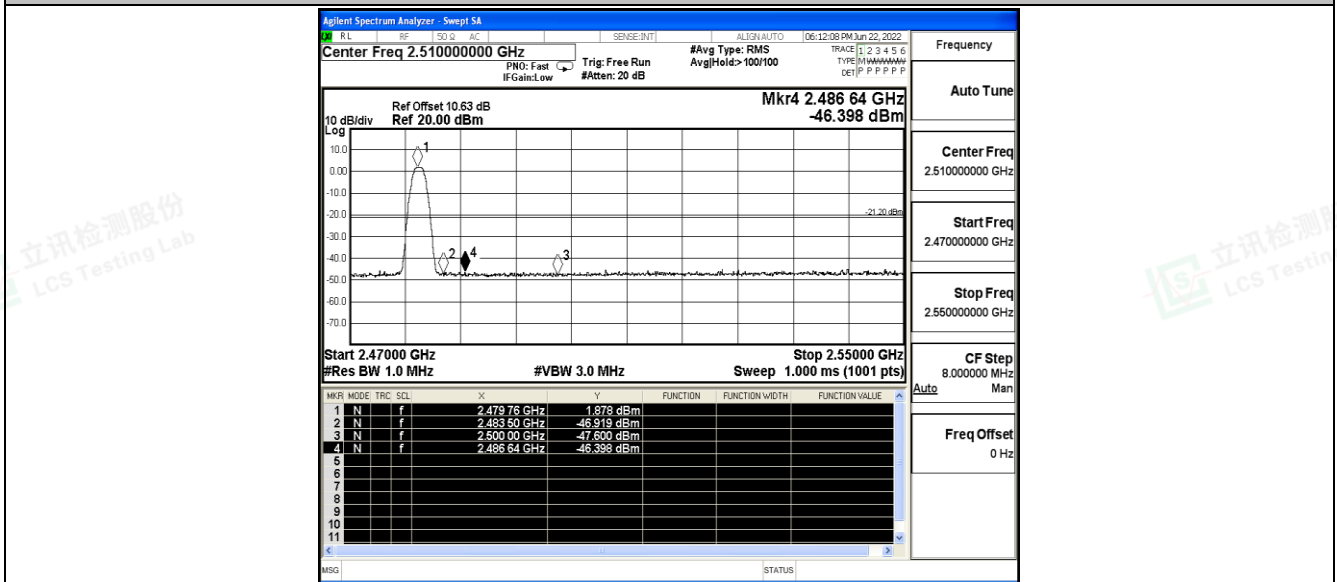 Agilent Spectrum Analyzer - Swept SA
RL RF 50 Ω AC SENSE:INT ALIGN AUTO 06:12:08 PM Jun 22, 2022
Center Freq 2.510000000 GHz
PNO: Fast
IFGain:Low
Trig: Free Run
#Atten: 20 dB
#Avg Type: RMS
Avg|Hold:>100/100
TRACE 1 2 3 4 5 6
TYPE M WWWWW
DET P P P P P P
Ref Offset 10.63 dB
10 dB/div Ref 20.00 dBm
Log
Mkr4 2.486 64 GHz
-46.398 dBm
10.0
0.00
-10.0
-20.0
-30.0
-40.0
-50.0
-60.0
-70.0
1
2
4
3
-21.20 dBm
Start 2.47000 GHz Stop 2.55000 GHz
#Res BW 1.0 MHz #VBW 3.0 MHz Sweep 1.000 ms (1001 pts)
MKR MODE TRC SCL X Y FUNCTION FUNCTION WIDTH FUNCTION VALUE
1 N f 2.479 76 GHz 1.878 dBm
2 N f 2.483 50 GHz -46.919 dBm
3 N f 2.500 00 GHz -47.600 dBm
4 N f 2.486 64 GHz -46.398 dBm
5
6
7
8
9
10
11
MSG STATUS
Frequency
Auto Tune
Center Freq
2.510000000 GHz
Start Freq
2.470000000 GHz
Stop Freq
2.550000000 GHz
CF Step
8.000000 MHz
Auto Man
Freq Offset
0 Hz
立讯检测股份
LCS Testing Lab
立讯检测
LCS Testin